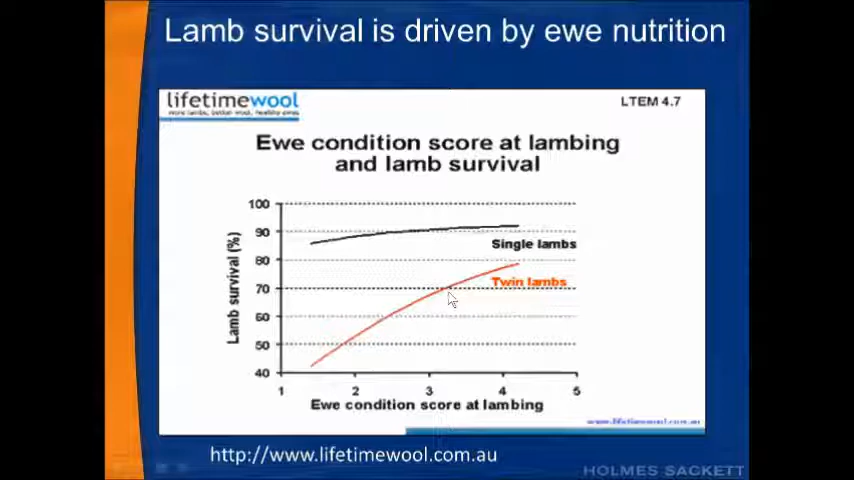 Lamb survival is driven by ewe nutrition
lifetimewool
more lambs, better wool, healthy ewes
LTEM 4.7
Ewe condition score at lambing
and lamb survival
100
90
80
70
60
50
40
Lamb survival (%)
Single lambs
Twin lambs
1 2 3 4 5
Ewe condition score at lambing
www.lifetimewool.com.au
http://www.lifetimewool.com.au
HOLMES SACKETT